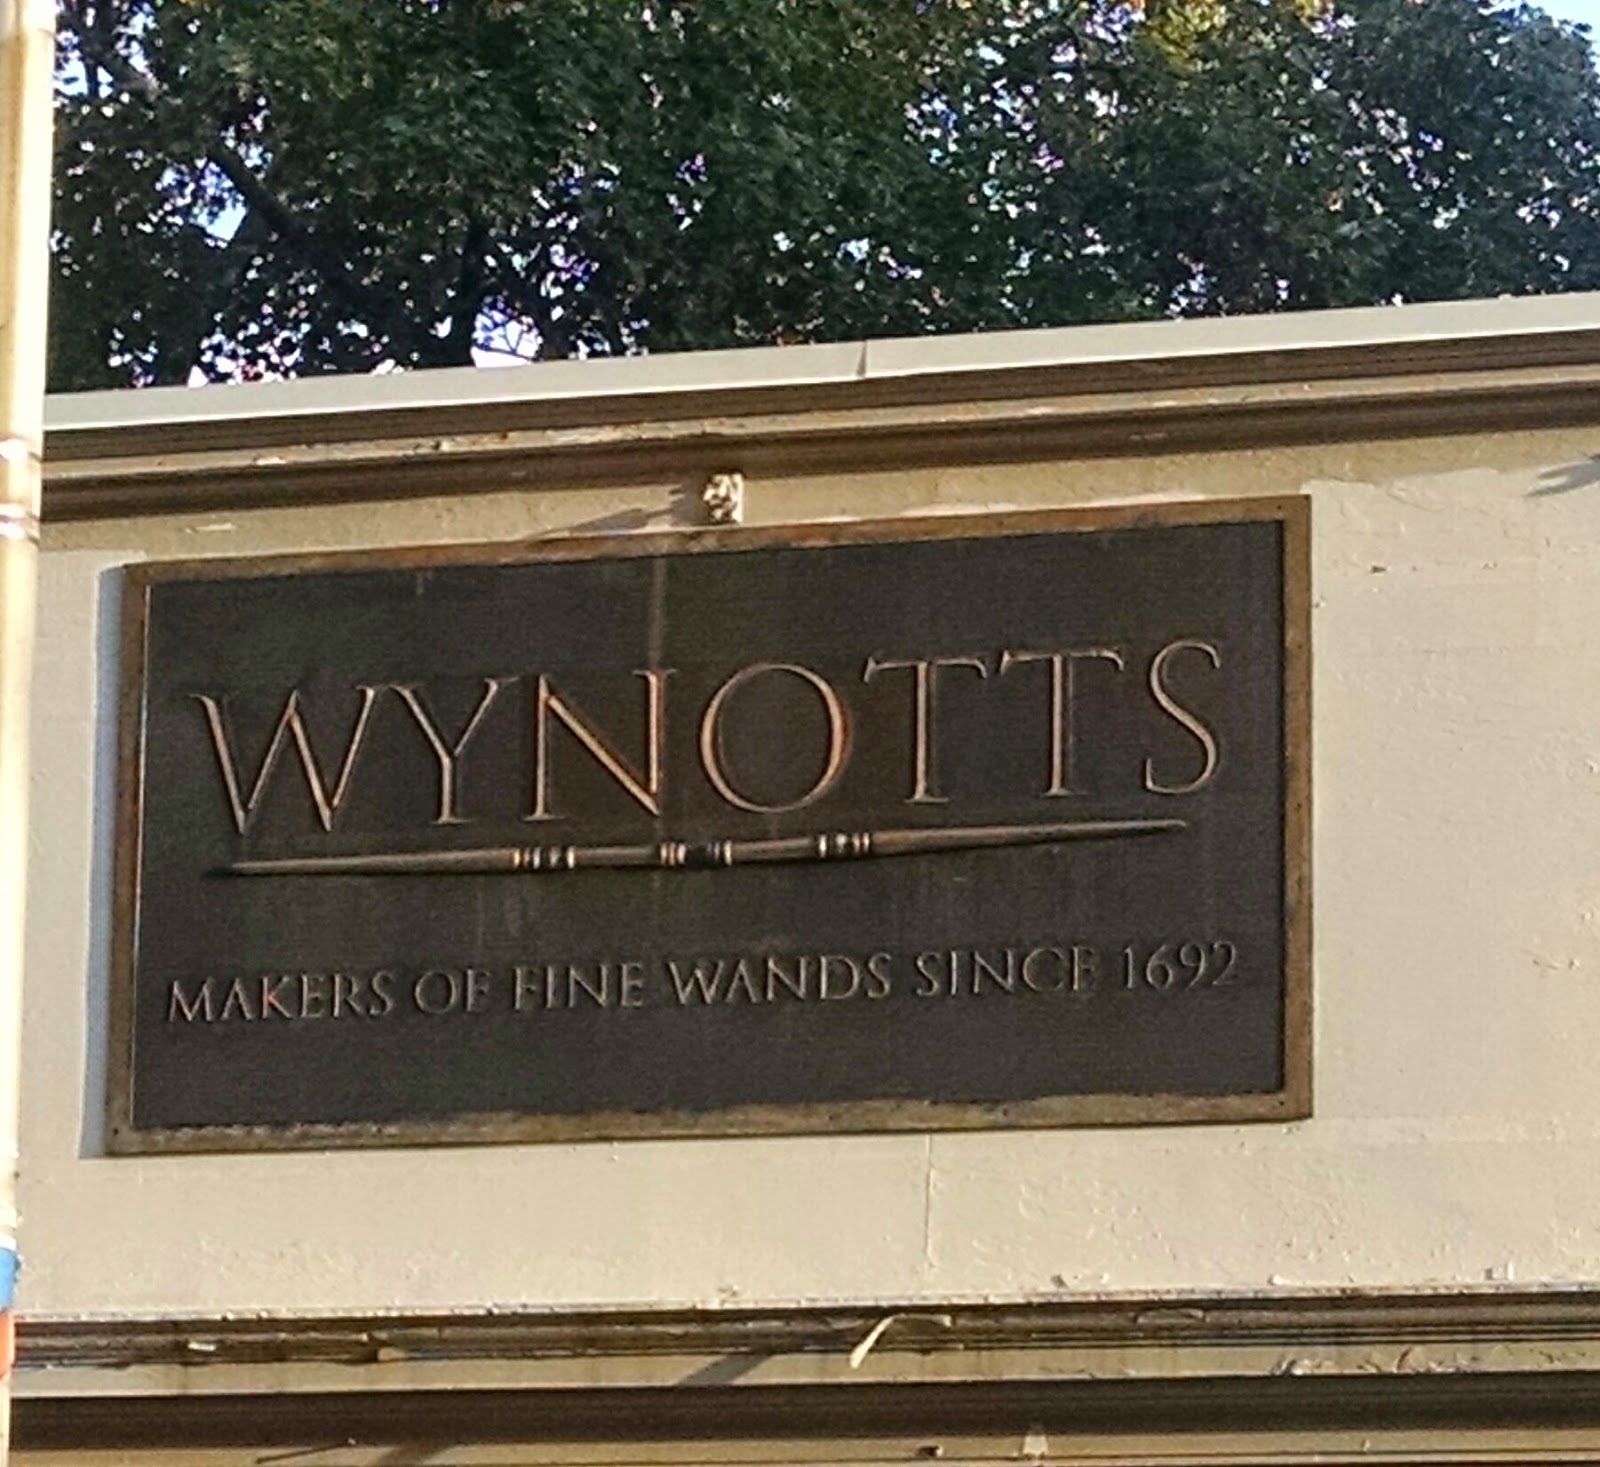 WYNOTTS
MAKERS OF FINE WANDS SINCE 1692